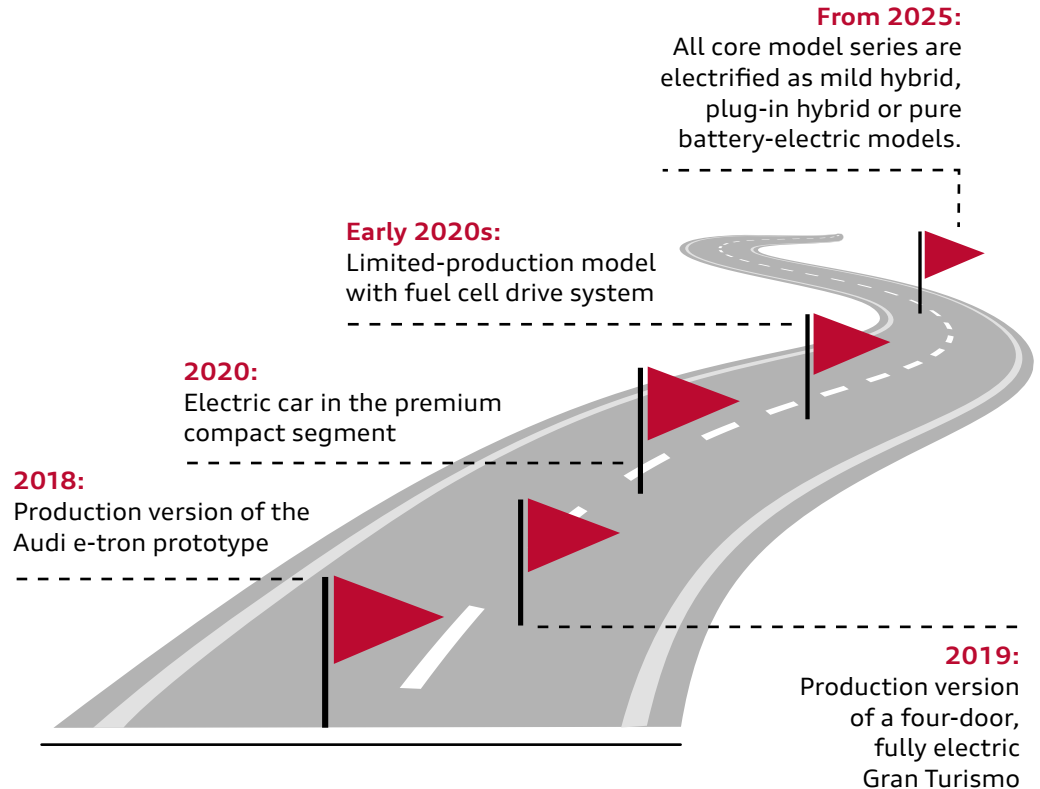 From 2025:
All core model series are
electrified as mild hybrid,
plug-in hybrid or pure
battery-electric models.
Early 2020s:
Limited-production model
with fuel cell drive system
2020:
Electric car in the premium
compact segment
2018:
Production version of the
Audi e-tron prototype
2019:
Production version
of a four-door,
fully electric
Gran Turismo